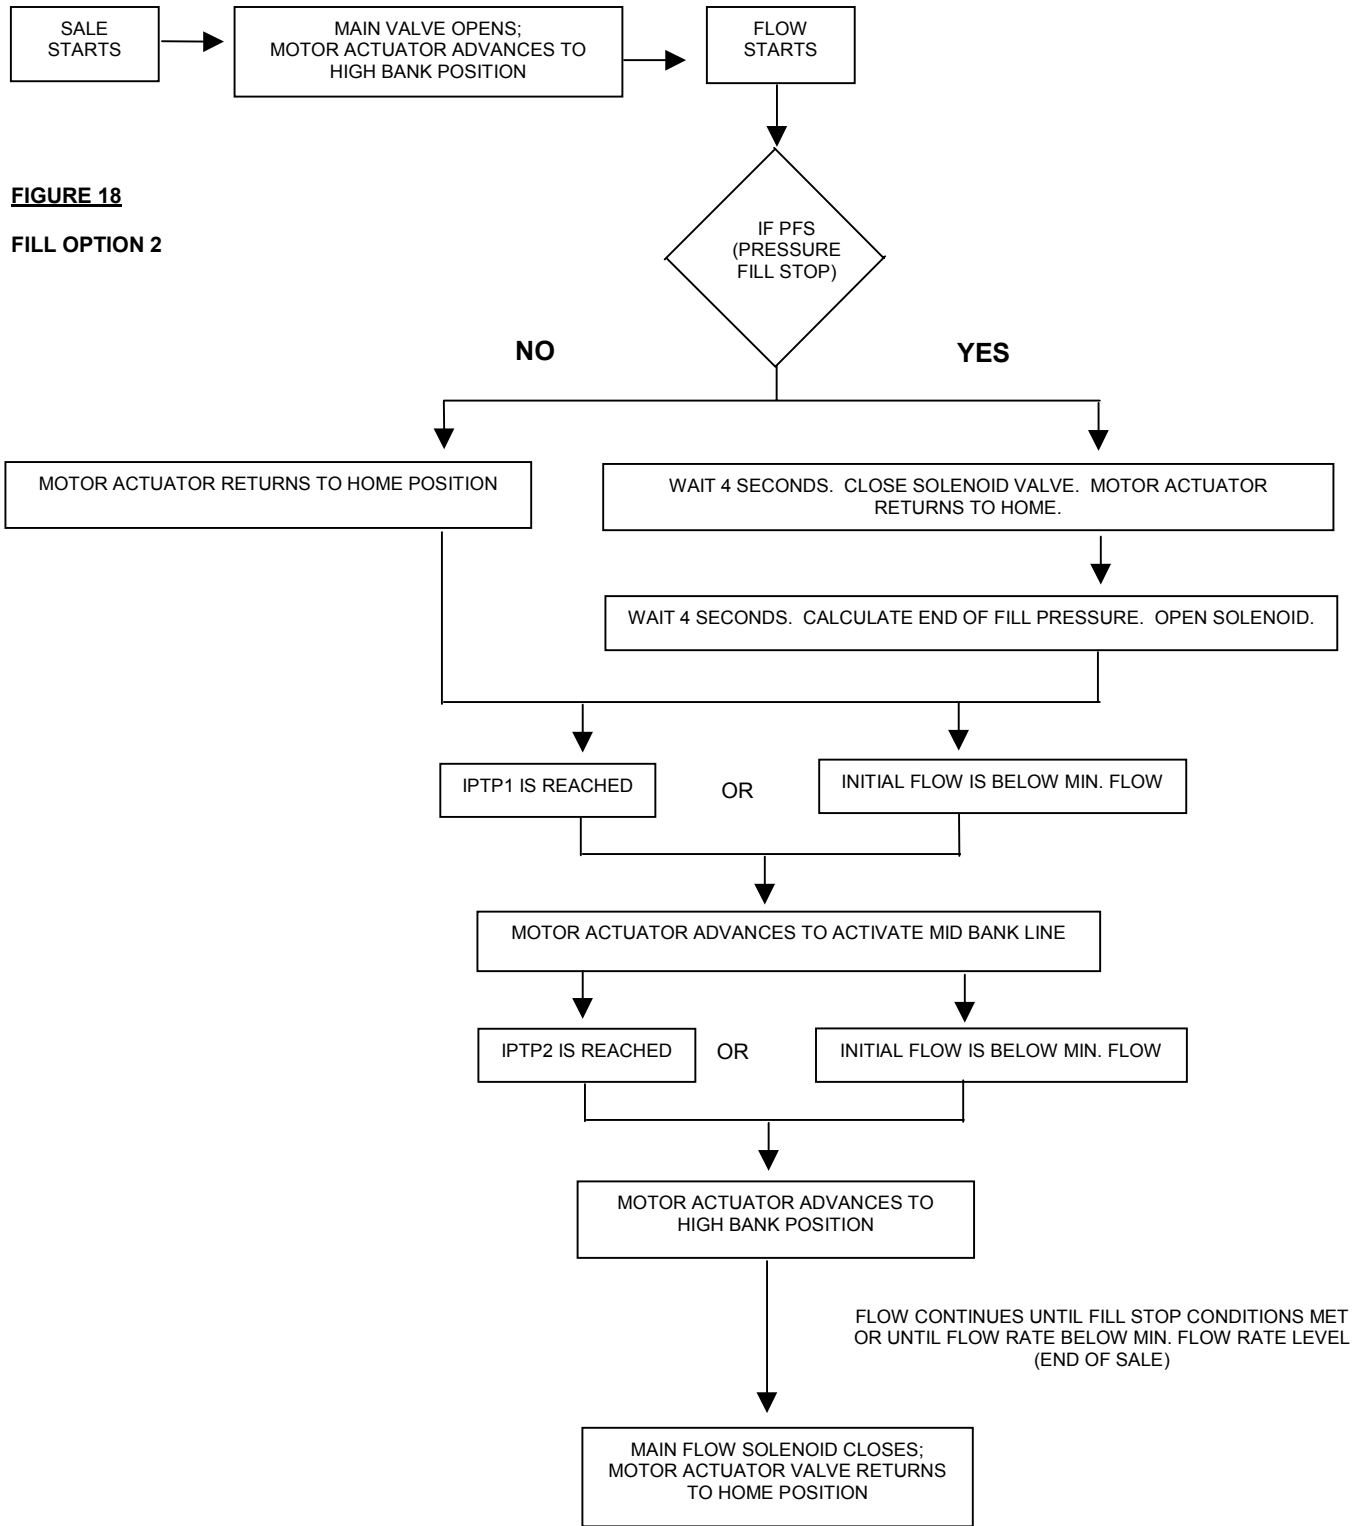 SALE
STARTS
MAIN VALVE OPENS;
MOTOR ACTUATOR ADVANCES TO
HIGH BANK POSITION
FLOW
STARTS
FIGURE 18
FILL OPTION 2
IF PFS
(PRESSURE
FILL STOP)
NO
YES
MOTOR ACTUATOR RETURNS TO HOME POSITION
WAIT 4 SECONDS. CLOSE SOLENOID VALVE. MOTOR ACTUATOR
RETURNS TO HOME.
WAIT 4 SECONDS. CALCULATE END OF FILL PRESSURE. OPEN SOLENOID.
IPTP1 IS REACHED
OR
INITIAL FLOW IS BELOW MIN. FLOW
MOTOR ACTUATOR ADVANCES TO ACTIVATE MID BANK LINE
IPTP2 IS REACHED
OR
INITIAL FLOW IS BELOW MIN. FLOW
MOTOR ACTUATOR ADVANCES TO
HIGH BANK POSITION
FLOW CONTINUES UNTIL FILL STOP CONDITIONS MET
OR UNTIL FLOW RATE BELOW MIN. FLOW RATE LEVEL
(END OF SALE)
MAIN FLOW SOLENOID CLOSES;
MOTOR ACTUATOR VALVE RETURNS
TO HOME POSITION